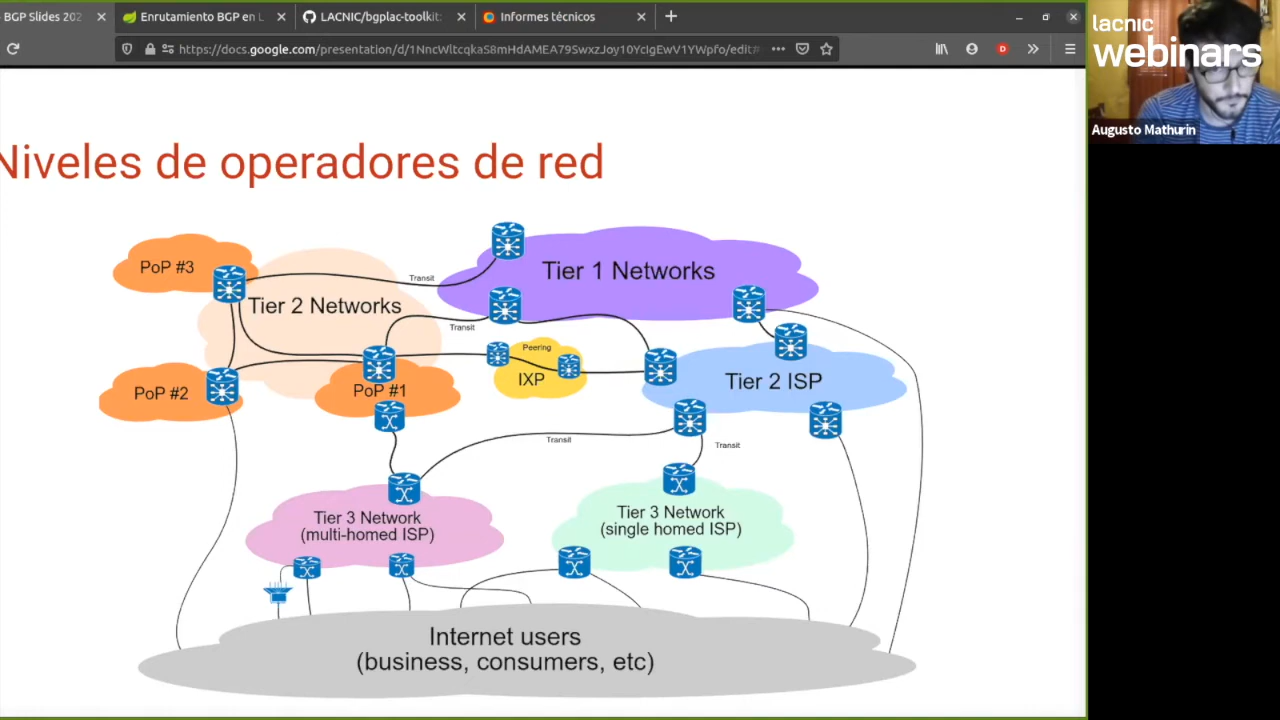 BGP Slides 202
Enrutamiento BGP en L
LACNIC/bgplac-toolkit:
Informes técnicos
https://docs.google.com/presentation/d/
lacnic
webinars
Augusto Mathurin
Niveles de operadores de red
PoP #3
Tier 1 Networks
Transit
Tier 2 Networks
Transit
Peering
IXP
Tier 2 ISP
PoP #2
PoP #1
Transit
Transit
Tier 3 Network
(multi-homed ISP)
Tier 3 Network
(single homed ISP)
Internet users
(business, consumers, etc)